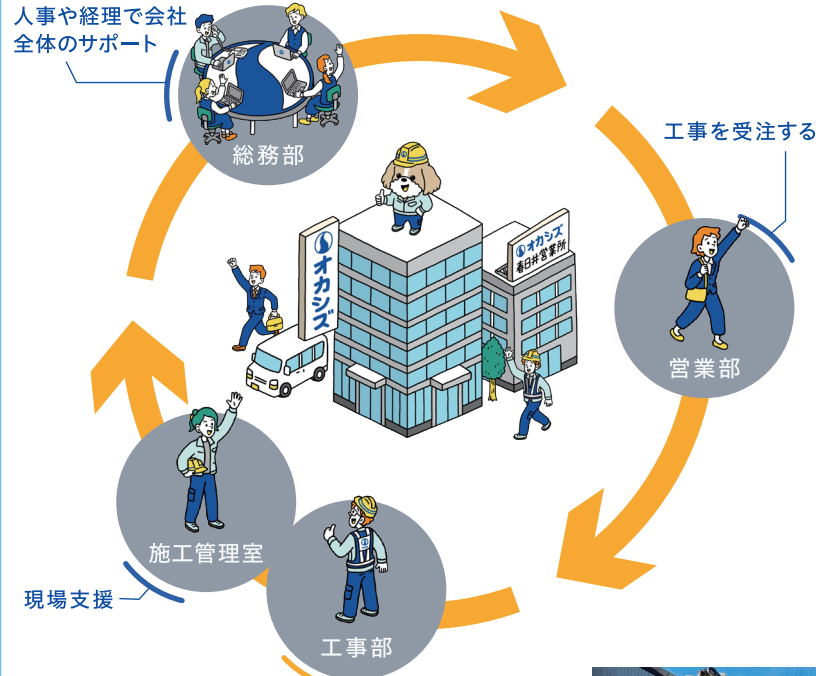 人事や経理で会社
全体のサポート
総務部
工事を受注する
オカシズ
オカシズ
春日井営業所
営業部
施工管理室
現場支援
工事部